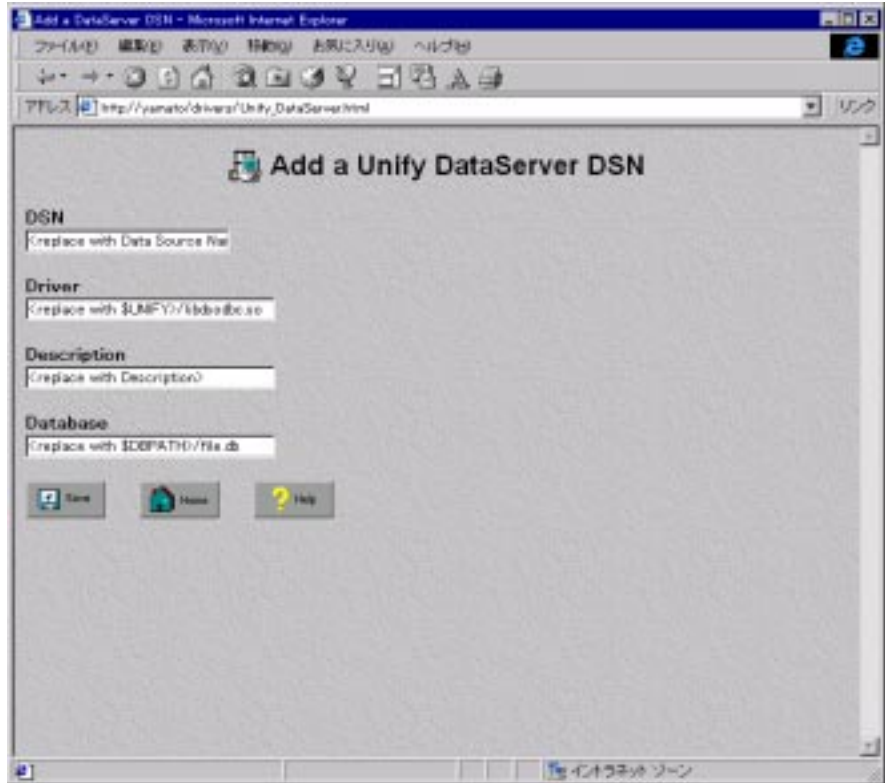 Add a DataServer DSN - Microsoft Internet Explorer
ファイル(F) 編集(E) 表示(V) 移動(G) お気に入り(A) ヘルプ(H)
アドレス http://yamato/drivers/Unify_DataServer.html リンク
Add a Unify DataServer DSN
DSN
<replace with Data Source Na
Driver
<replace with $UNIFY>/libdsodbc.so
Description
<replace with Description>
Database
<replace with $DBPATH>/file.db
Save Home Help
イントラネット ゾーン